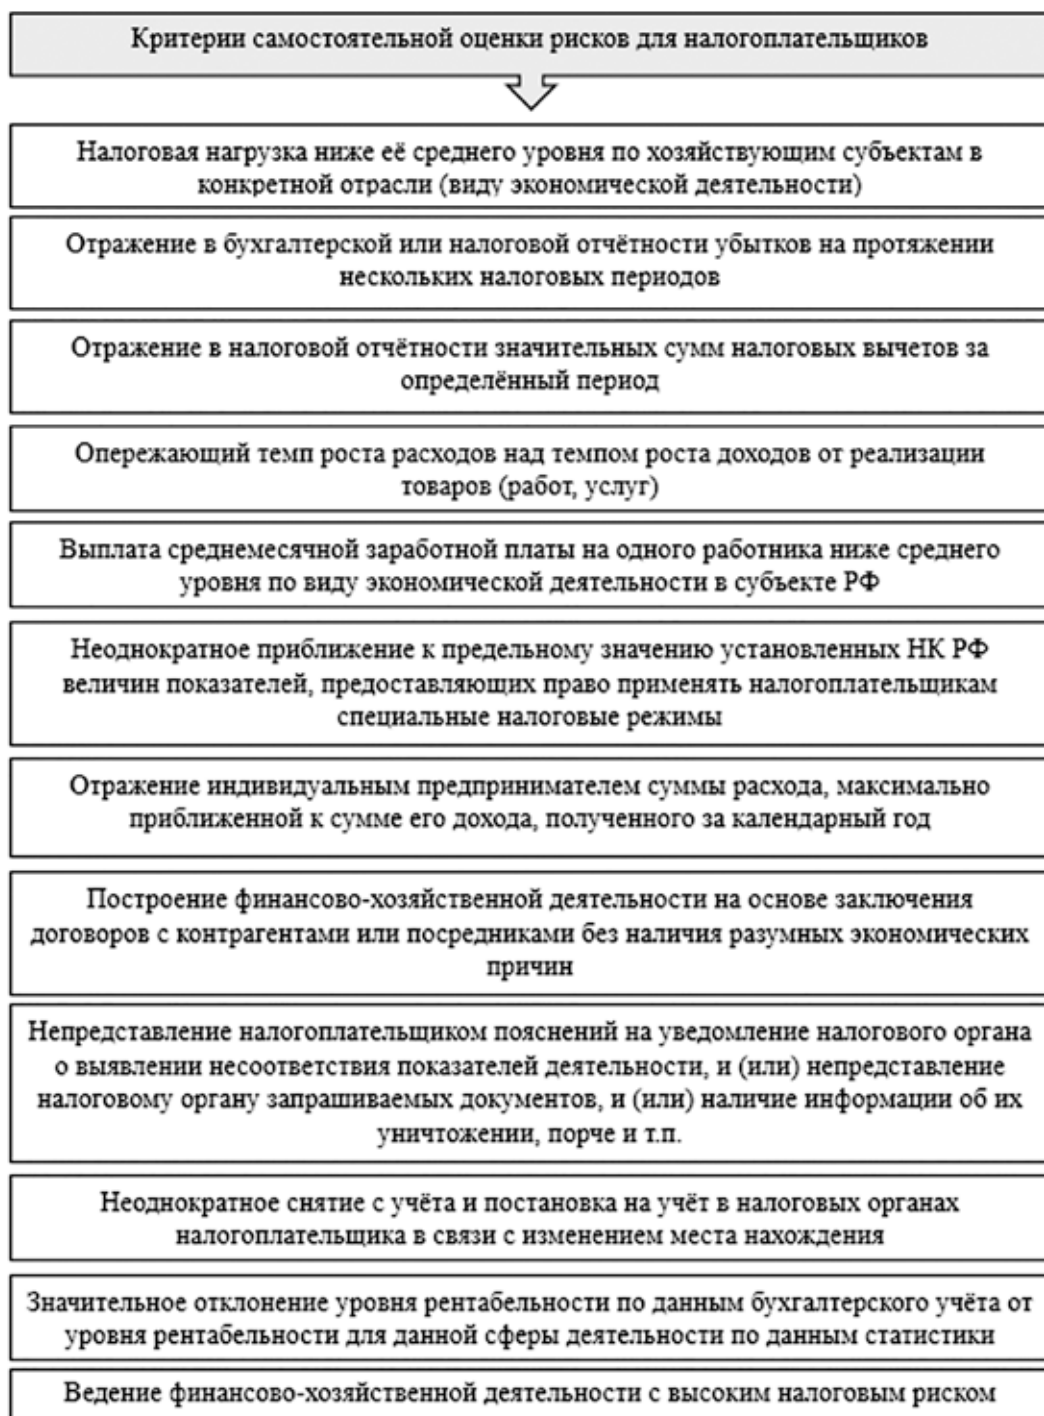 Критерии самостоятельной оценки рисков для налогоплательщиков
Налоговая нагрузка ниже её среднего уровня по хозяйствующим субъектам в
конкретной отрасли (виду экономической деятельности)
Отражение в бухгалтерской или налоговой отчётности убытков на протяжении
нескольких налоговых периодов
Отражение в налоговой отчётности значительных сумм налоговых вычетов за
определённый период
Опережающий темп роста расходов над темпом роста доходов от реализации
товаров (работ, услуг)
Выплата среднемесячной заработной платы на одного работника ниже среднего
уровня по виду экономической деятельности в субъекте РФ
Неоднократное приближение к предельному значению установленных НК РФ
величин показателей, предоставляющих право применять налогоплательщикам
специальные налоговые режимы
Отражение индивидуальным предпринимателем суммы расхода, максимально
приближенной к сумме его дохода, полученного за календарный год
Построение финансово-хозяйственной деятельности на основе заключения
договоров с контрагентами или посредниками без наличия разумных экономических
причин
Непредставление налогоплательщиком пояснений на уведомление налогового органа
о выявлении несоответствия показателей деятельности, и (или) непредставление
налоговому органу запрашиваемых документов, и (или) наличие информации об их
уничтожении, порче и т.п.
Неоднократное снятие с учёта и постановка на учёт в налоговых органах
налогоплательщика в связи с изменением места нахождения
Значительное отклонение уровня рентабельности по данным бухгалтерского учёта от
уровня рентабельности для данной сферы деятельности по данным статистики
Ведение финансово-хозяйственной деятельности с высоким налоговым риском